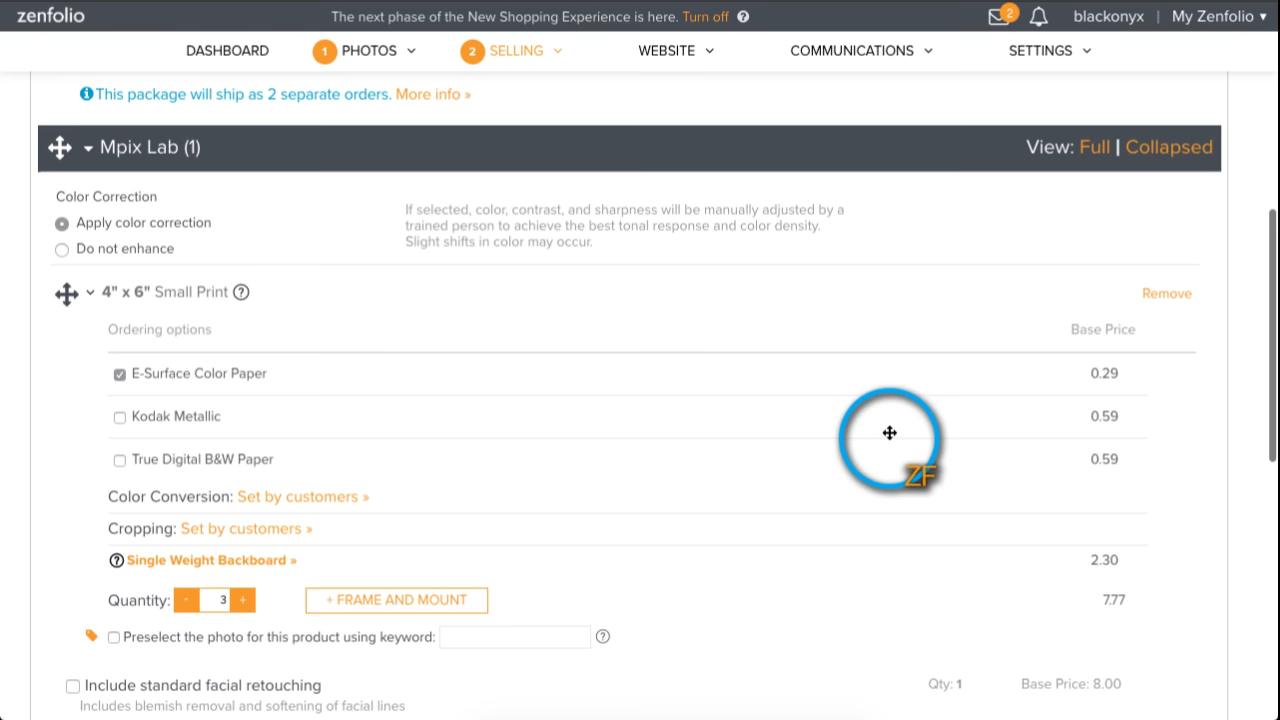 zenfolio
The next phase of the New Shopping Experience is here. Turn off ?
2
blackonyx | My Zenfolio
DASHBOARD
1 PHOTOS
2 SELLING
WEBSITE
COMMUNICATIONS
SETTINGS
This package will ship as 2 separate orders. More info »
Mpix Lab (1)
View: Full | Collapsed
Color Correction
Apply color correction
Do not enhance
If selected, color, contrast, and sharpness will be manually adjusted by a
trained person to achieve the best tonal response and color density.
Slight shifts in color may occur.
4" x 6" Small Print ?
Remove
Ordering options
Base Price
E-Surface Color Paper 0.29
Kodak Metallic 0.59
True Digital B&W Paper 0.59
ZF
Color Conversion: Set by customers »
Cropping: Set by customers »
? Single Weight Backboard » 2.30
Quantity: - 3 + + FRAME AND MOUNT 7.77
Preselect the photo for this product using keyword: ?
Include standard facial retouching Qty: 1 Base Price: 8.00
Includes blemish removal and softening of facial lines